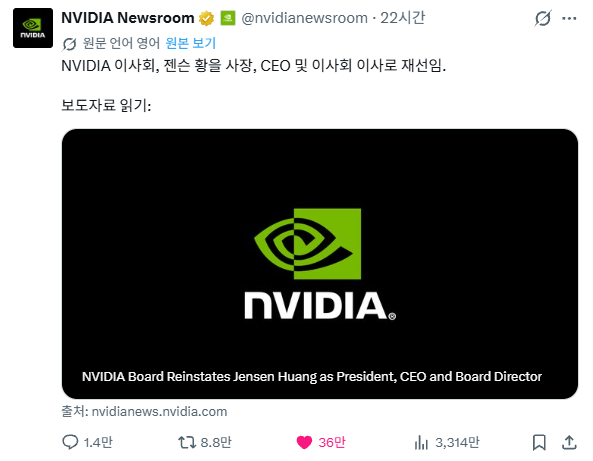 NVIDIA Newsroom @nvidianewsroom · 22시간
원문 언어 영어 원본 보기
NVIDIA 이사회, 젠슨 황을 사장, CEO 및 이사회 이사로 재선임.
보도자료 읽기:
NVIDIA
NVIDIA®
NVIDIA Board Reinstates Jensen Huang as President, CEO and Board Director
출처: nvidianews.nvidia.com
1.4만 8.8만 36만 3,314만